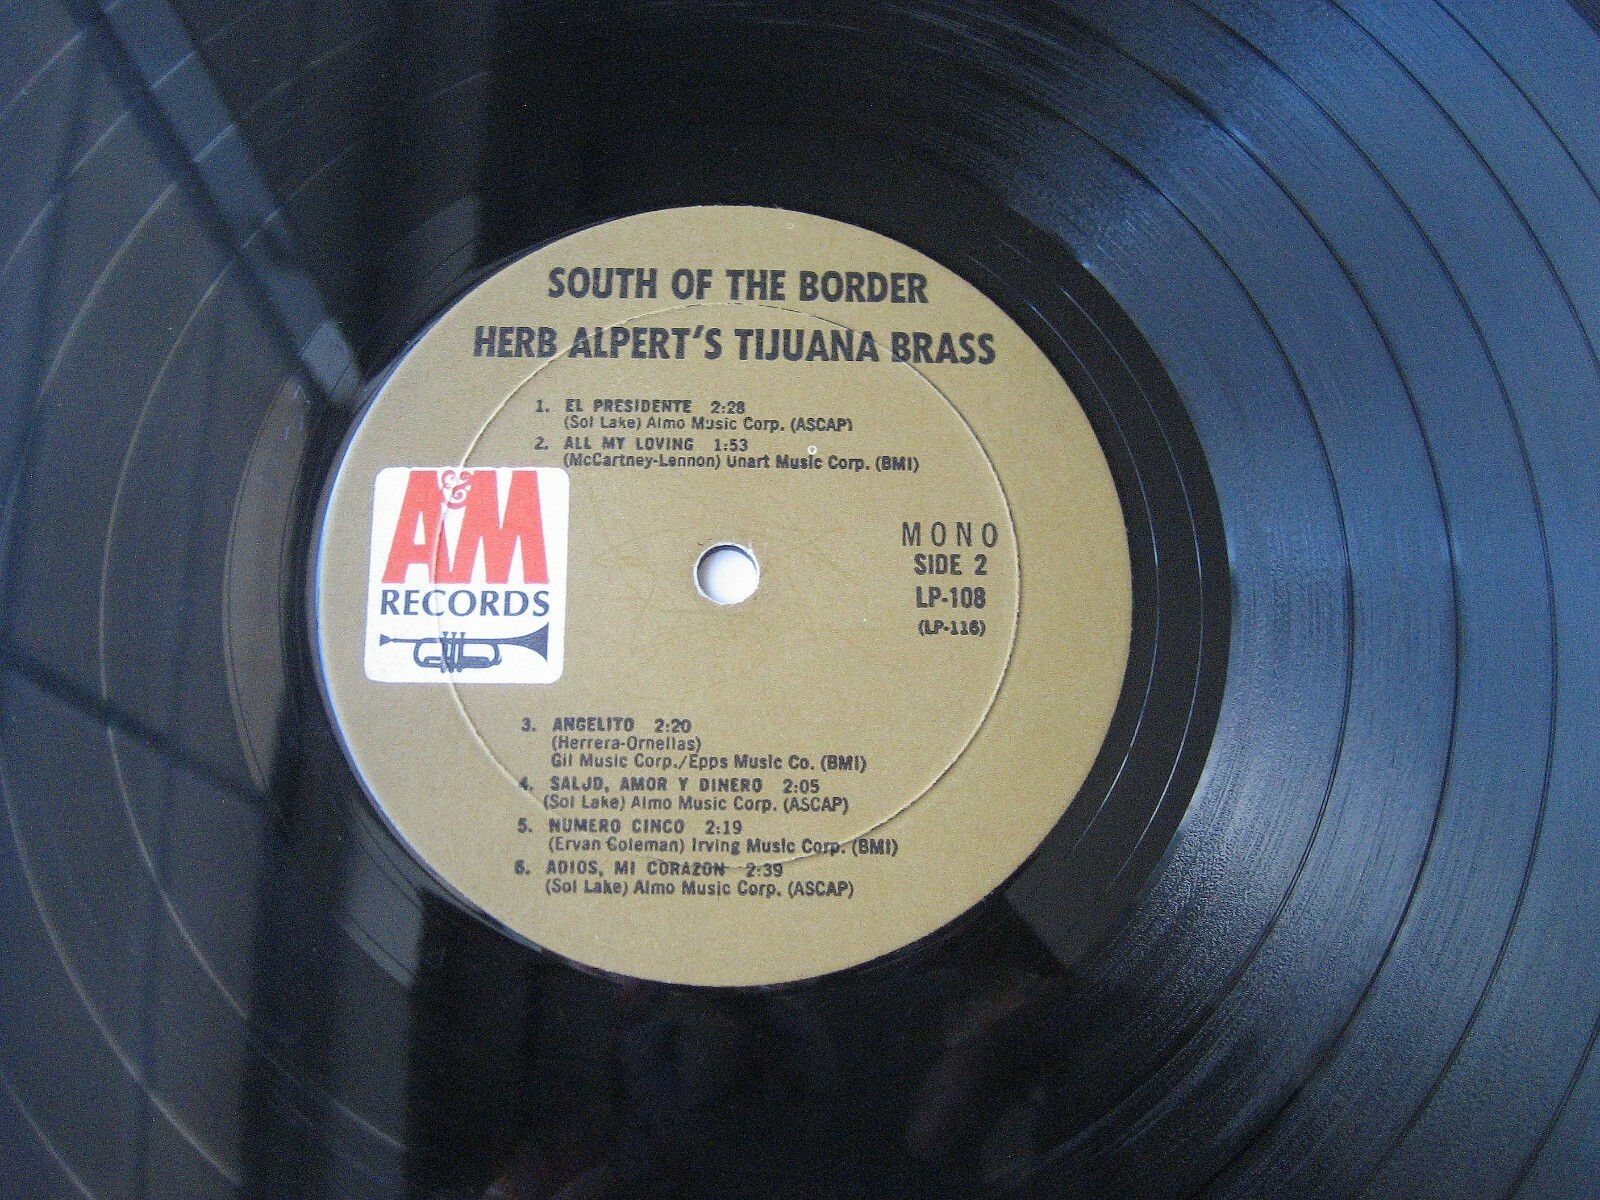 SOUTH OF THE BORDER
HERB ALPERT'S TIJUANA BRASS
1. EL PRESIDENTE 2:28
(Sol Lake) Almo Music Corp. (ASCAP)
2. ALL MY LOVING 1:53
(McCartney-Lennon) Unart Music Corp. (BMI)
A&M
RECORDS
MONO
SIDE 2
LP-108
(LP-116)
3. ANGELITO 2:20
(Herrera-Ornellas)
Gil Music Corp./Epps Music Co. (BMI)
4. SALUD, AMOR Y DINERO 2:05
(Sol Lake) Almo Music Corp. (ASCAP)
5. NUMERO CINCO 2:19
(Ervan Coleman) Irving Music Corp. (BMI)
6. ADIOS, MI CORAZON 2:39
(Sol Lake) Almo Music Corp. (ASCAP)